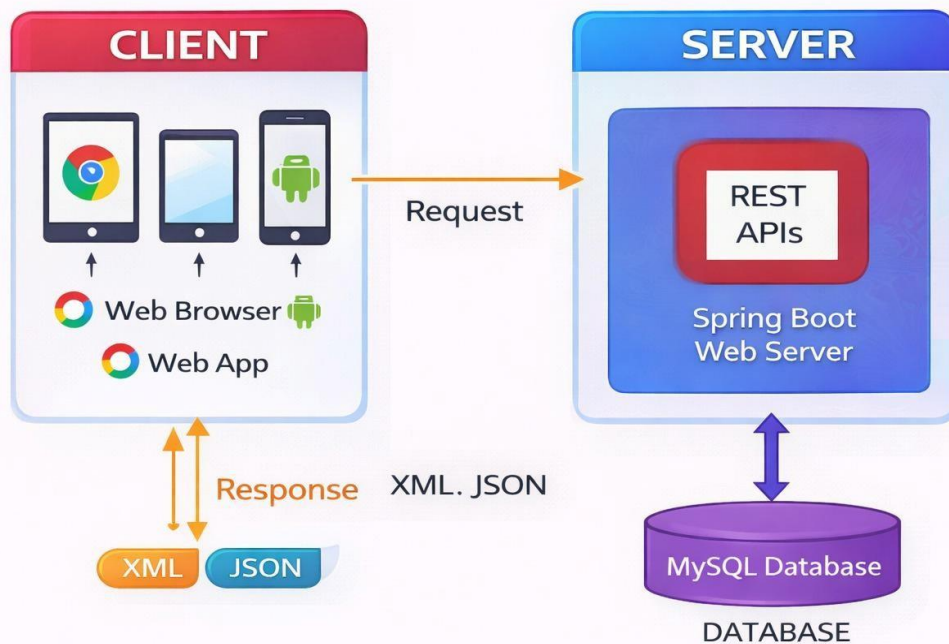 CLIENT
SERVER
Request
REST
APIs
Web Browser
Web App
Spring Boot
Web Server
Response
XML. JSON
XML
JSON
MySQL Database
DATABASE